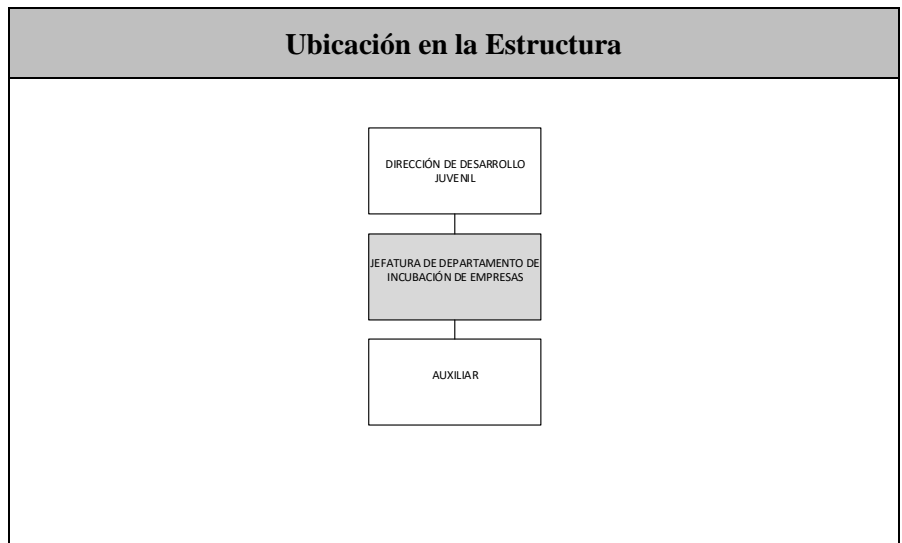 Ubicación en la Estructura
DIRECCIÓN DE DESARROLLO
JUVENIL
JEFATURA DE DEPARTAMENTO DE
INCUBACIÓN DE EMPRESAS
AUXILIAR